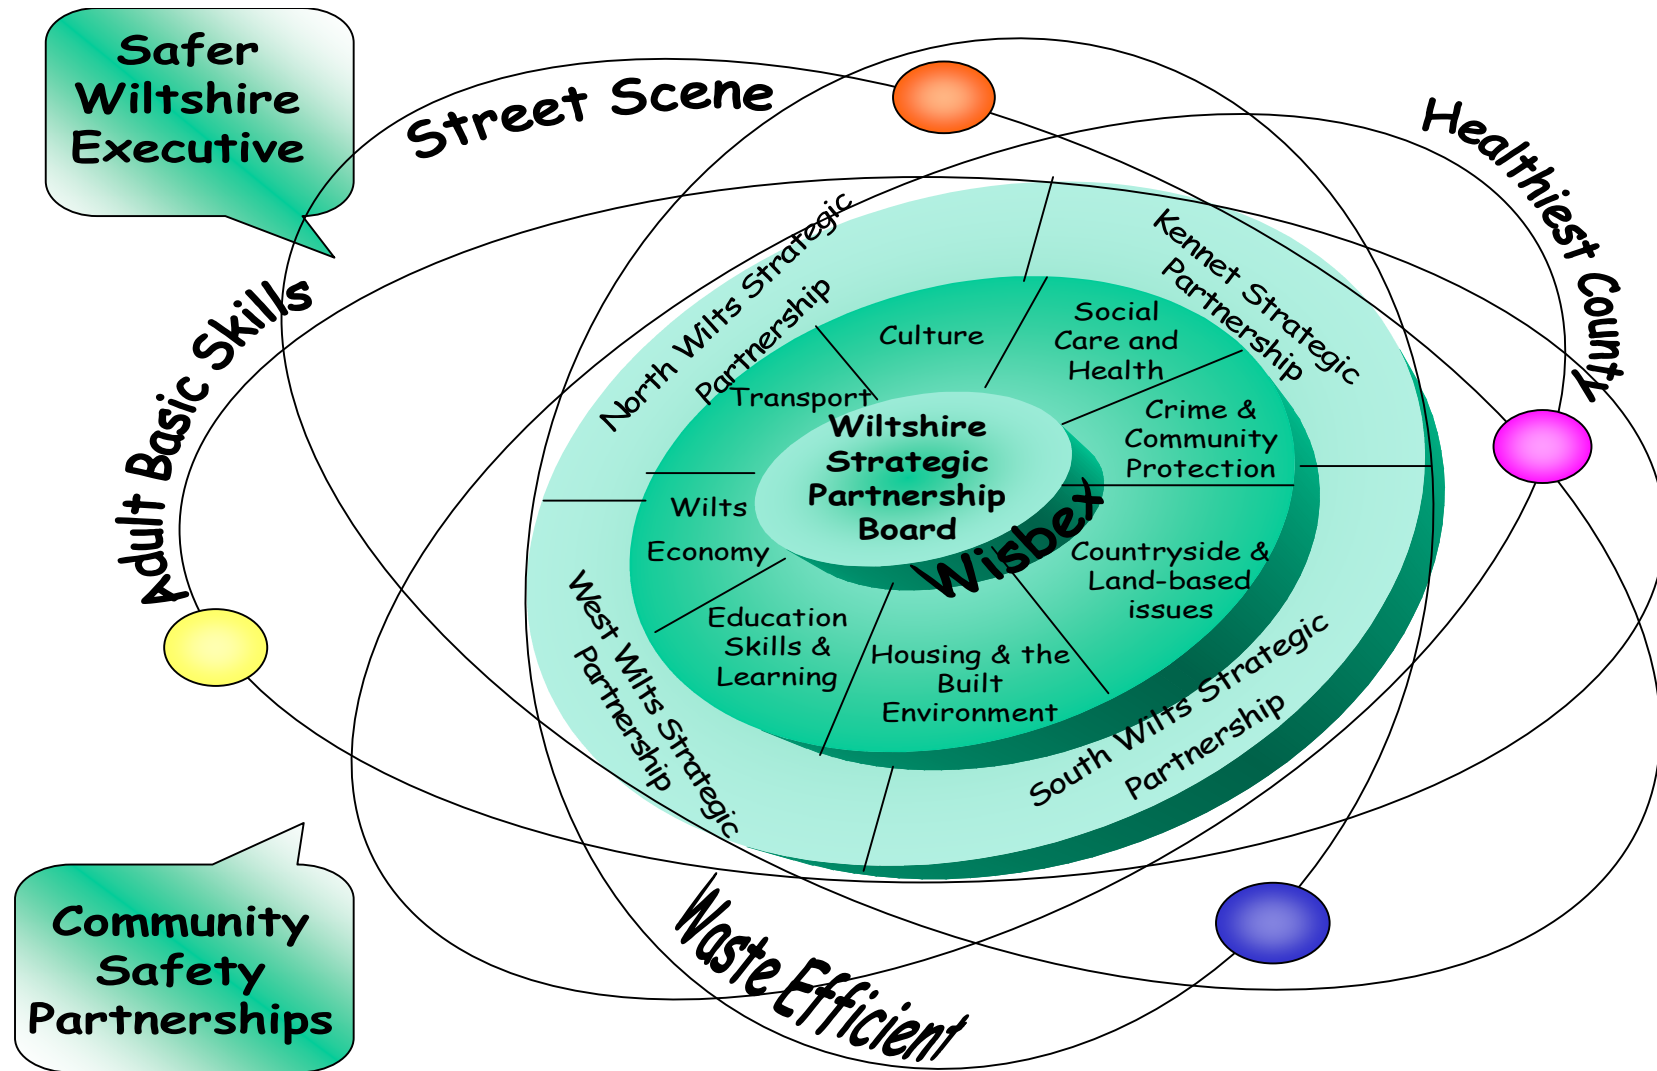 Safer
Wiltshire
Executive
Street Scene
Healthiest County
Adult Basic Skills
North Wilts Strategic
Partnership
Kennet Strategic
Partnership
Culture
Social
Care and
Health
Transport
Crime &
Community
Protection
Wiltshire
Strategic
Partnership
Board
Wisbex
Wilts
Economy
Countryside &
Land-based
issues
Education
Skills &
Learning
Housing & the
Built
Environment
West Wilts Strategic
Partnership
South Wilts Strategic
Partnership
Waste Efficient
Community
Safety
Partnerships